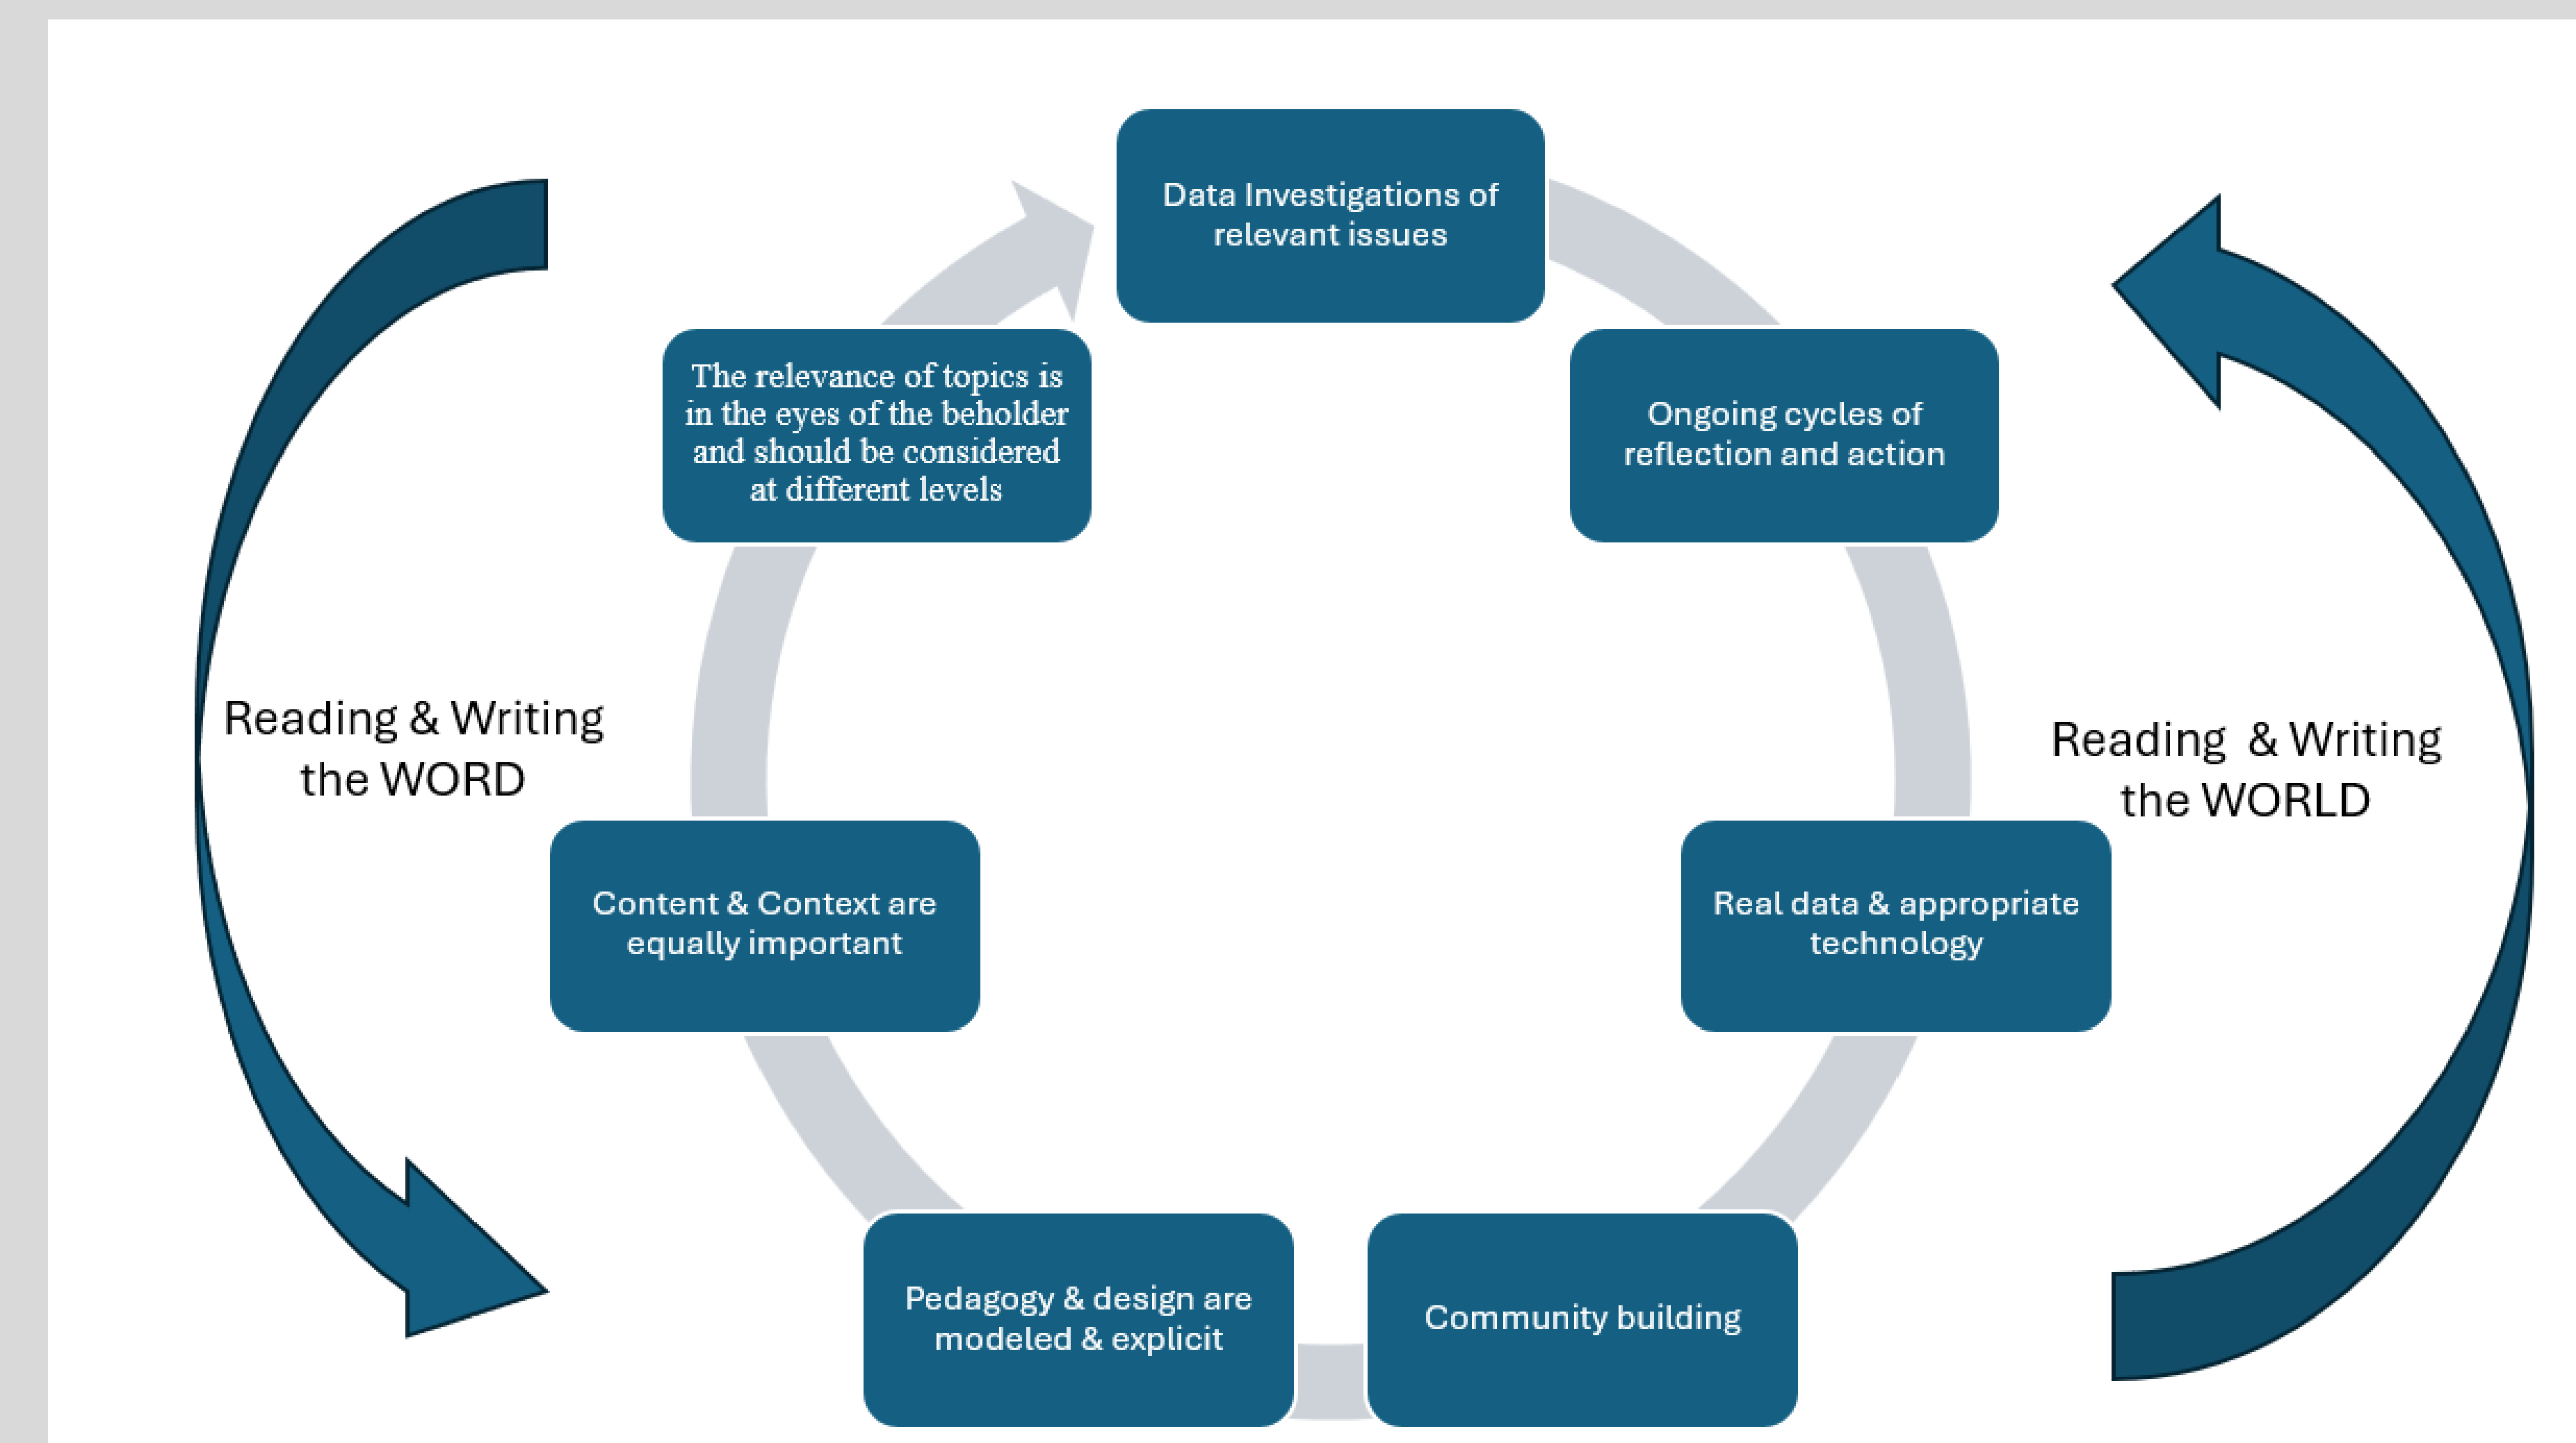 Data Investigations of
relevant issues
Ongoing cycles of
reflection and action
Real data & appropriate
technology
Community building
Pedagogy & design are
modeled & explicit
Content & Context are
equally important
The relevance of topics is
in the eyes of the beholder
and should be considered
at different levels
Reading & Writing
the WORD
Reading & Writing
the WORLD